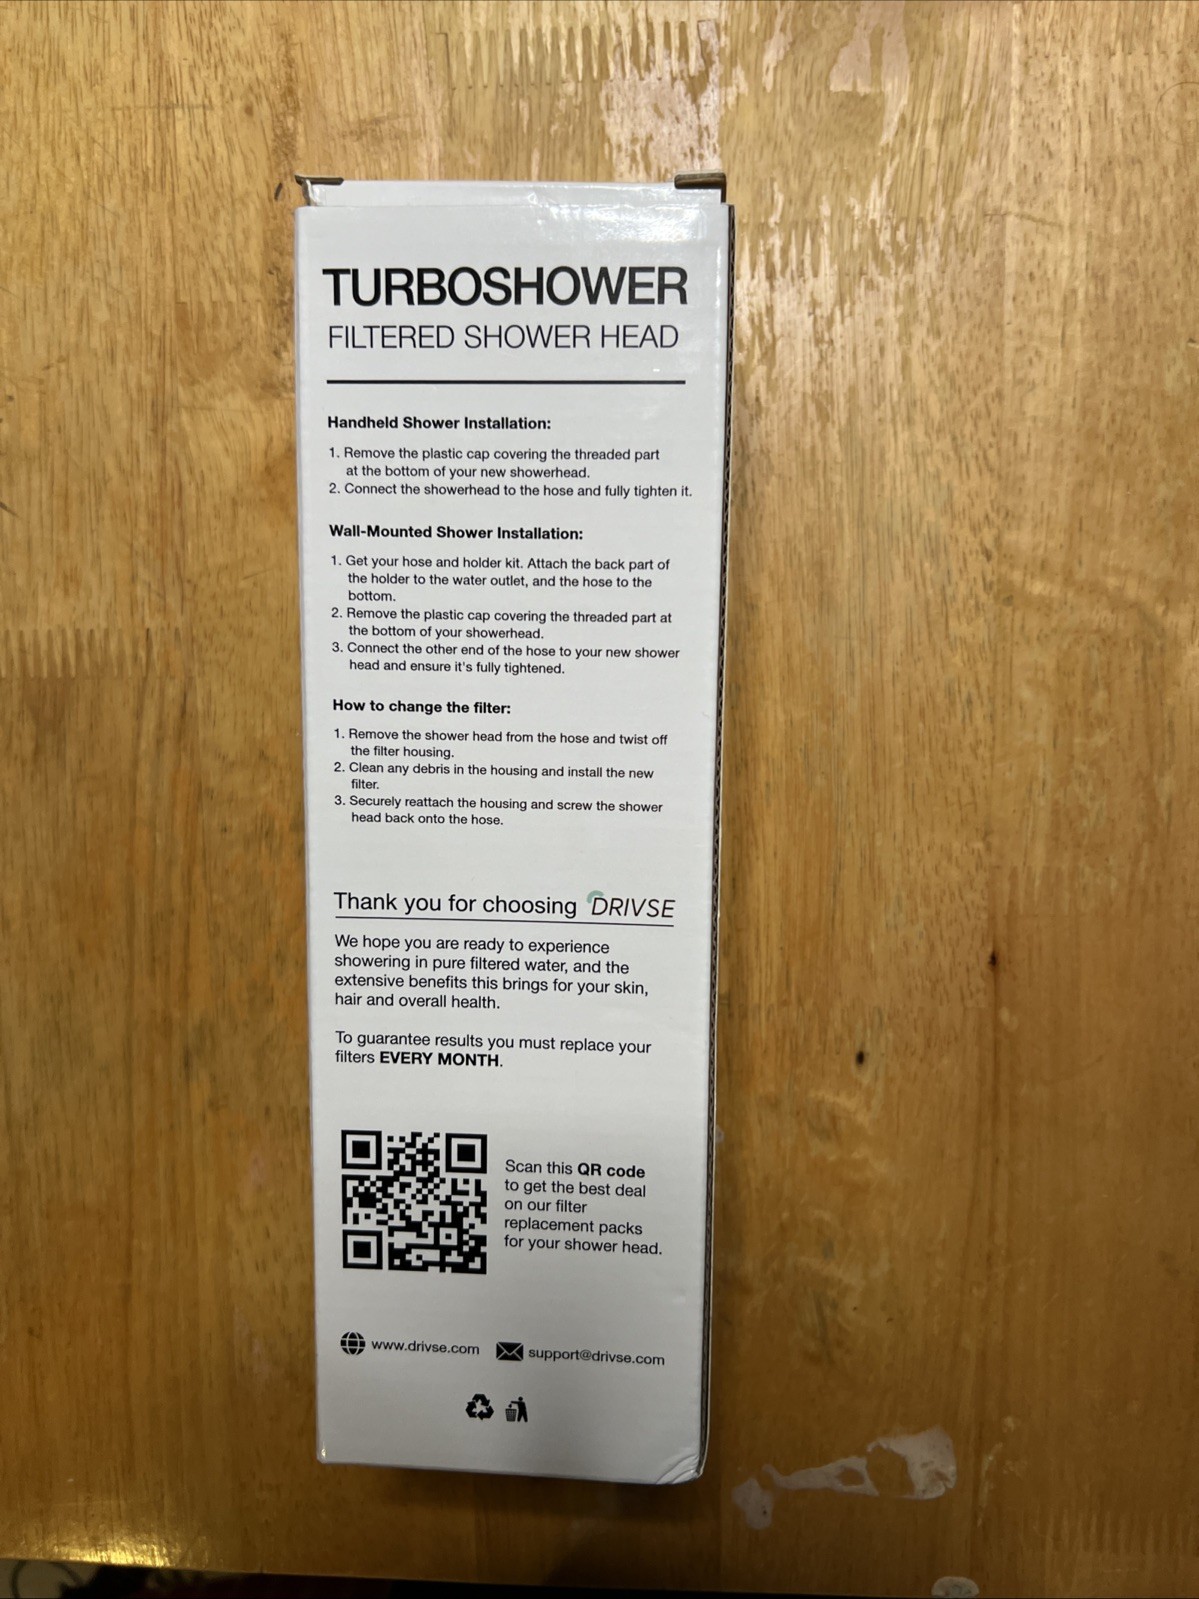 TURBOSHOWER
FILTERED SHOWER HEAD
Handheld Shower Installation:
1. Remove the plastic cap covering the threaded part
at the bottom of your new showerhead.
2. Connect the showerhead to the hose and fully tighten it.
Wall-Mounted Shower Installation:
1. Get your hose and holder kit. Attach the back part of
the holder to the water outlet, and the hose to the
bottom.
2. Remove the plastic cap covering the threaded part at
the bottom of your showerhead.
3. Connect the other end of the hose to your new shower
head and ensure it's fully tightened.
How to change the filter:
1. Remove the shower head from the hose and twist off
the filter housing.
2. Clean any debris in the housing and install the new
filter.
3. Securely reattach the housing and screw the shower
head back onto the hose.
Thank you for choosing DRIVSE
We hope you are ready to experience
showering in pure filtered water, and the
extensive benefits this brings for your skin,
hair and overall health.
To guarantee results you must replace your
filters EVERY MONTH.
Scan this QR code
to get the best deal
on our filter
replacement packs
for your shower head.
www.drivse.com support@drivse.com